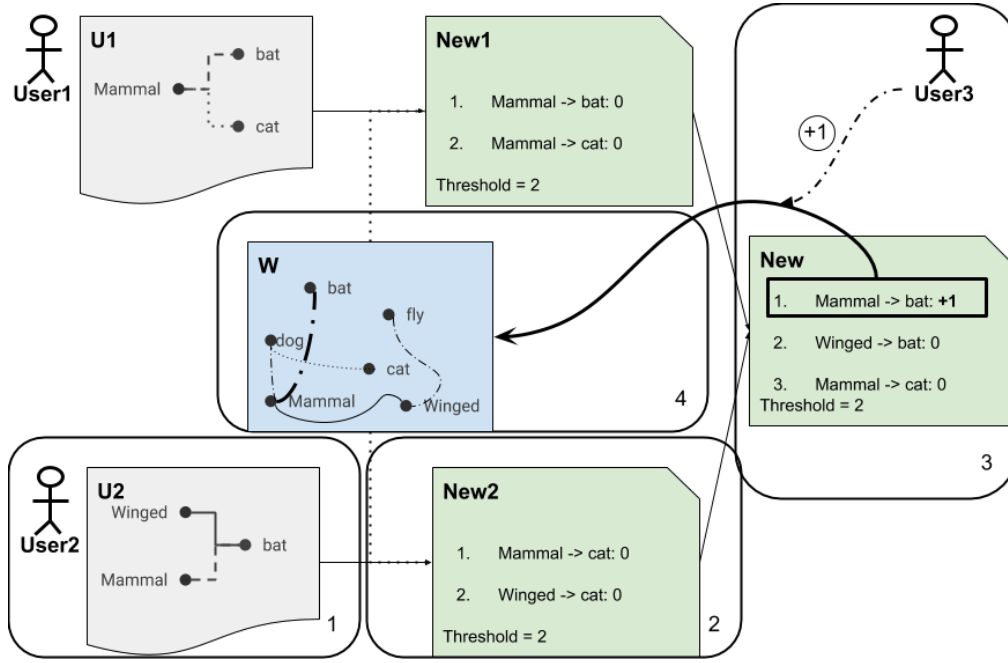 U1
bat
Mammal
cat
User1
New1
1. Mammal -> bat: 0
2. Mammal -> cat: 0
Threshold = 2
User3
+1
W
bat
fly
dog
cat
Mammal
Winged
4
New
1. Mammal -> bat: +1
2. Winged -> bat: 0
3. Mammal -> cat: 0
Threshold = 2
3
U2
Winged
bat
Mammal
User2
1
New2
1. Mammal -> cat: 0
2. Winged -> cat: 0
Threshold = 2
2